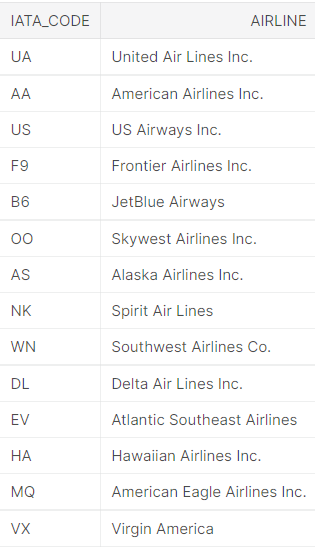 IATA_CODE AIRLINE
UA United Air Lines Inc.
AA American Airlines Inc.
US US Airways Inc.
F9 Frontier Airlines Inc.
B6 JetBlue Airways
OO Skywest Airlines Inc.
AS Alaska Airlines Inc.
NK Spirit Air Lines
WN Southwest Airlines Co.
DL Delta Air Lines Inc.
EV Atlantic Southeast Airlines
HA Hawaiian Airlines Inc.
MQ American Eagle Airlines Inc.
VX Virgin America